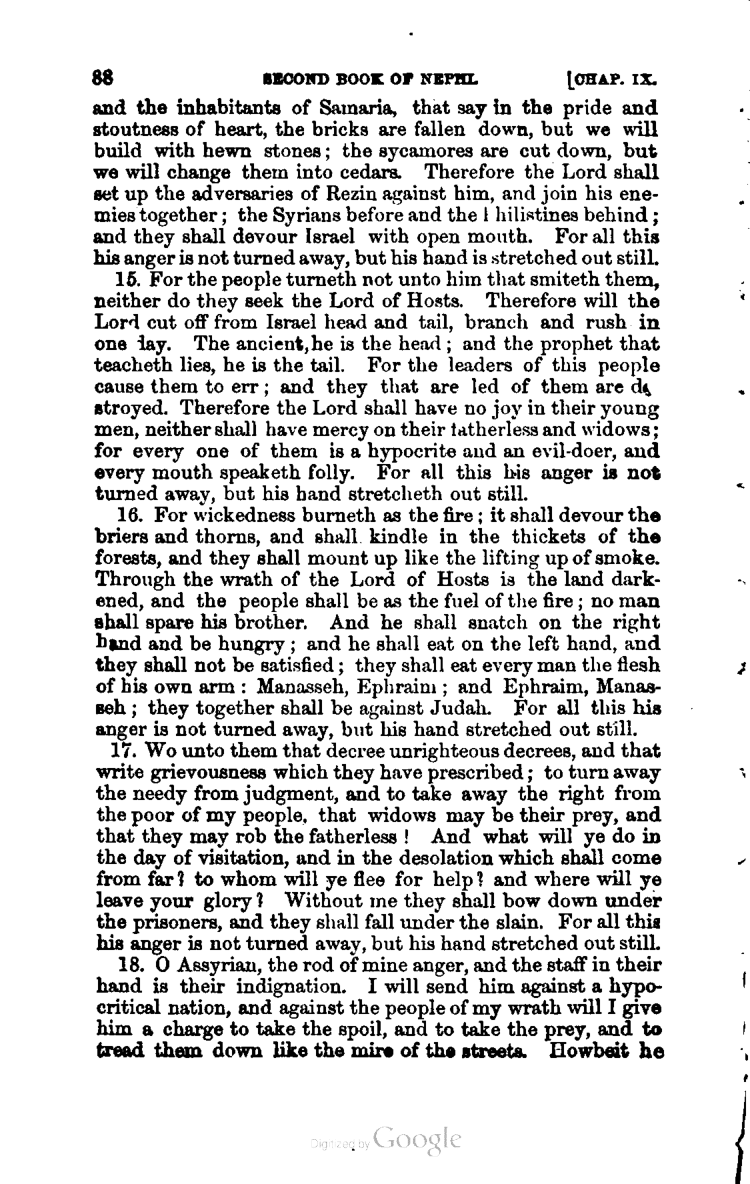 88 SECOND BOOK OF NEPHI. [CHAP. IX.
and the inhabitants of Samaria, that say in the pride and
stoutness of heart, the bricks are fallen down, but we will
build with hewn stones; the sycamores are cut down, but
we will change them into cedars. Therefore the Lord shall
set up the adversaries of Rezin against him, and join his ene-
mies together; the Syrians before and the Philistines behind;
and they shall devour Israel with open mouth. For all this
his anger is not turned away, but his hand is stretched out still.
15. For the people turneth not unto him that smiteth them,
neither do they seek the Lord of Hosts. Therefore will the
Lord cut off from Israel head and tail, branch and rush in
one day. The ancient, he is the head; and the prophet that
teacheth lies, he is the tail. For the leaders of this people
cause them to err; and they that are led of them are de
stroyed. Therefore the Lord shall have no joy in their young
men, neither shall have mercy on their fatherless and widows;
for every one of them is a hypocrite and an evil-doer, and
every mouth speaketh folly. For all this his anger is not
turned away, but his hand stretcheth out still.
16. For wickedness burneth as the fire; it shall devour the
briers and thorns, and shall kindle in the thickets of the
forests, and they shall mount up like the lifting up of smoke.
Through the wrath of the Lord of Hosts is the land dark-
ened, and the people shall be as the fuel of the fire; no man
shall spare his brother. And he shall snatch on the right
hand and be hungry; and he shall eat on the left hand, and
they shall not be satisfied; they shall eat every man the flesh
of his own arm: Manasseh, Ephraim; and Ephraim, Manas-
seh; they together shall be against Judah. For all this his
anger is not turned away, but his hand stretched out still.
17. Wo unto them that decree unrighteous decrees, and that
write grievousness which they have prescribed; to turn away
the needy from judgment, and to take away the right from
the poor of my people, that widows may be their prey, and
that they may rob the fatherless! And what will ye do in
the day of visitation, and in the desolation which shall come
from far? to whom will ye flee for help? and where will ye
leave your glory? Without me they shall bow down under
the prisoners, and they shall fall under the slain. For all this
his anger is not turned away, but his hand stretched out still.
18. O Assyrian, the rod of mine anger, and the staff in their
hand is their indignation. I will send him against a hypo-
critical nation, and against the people of my wrath will I give
him a charge to take the spoil, and to take the prey, and to
tread them down like the mire of the streets. Howbeit he
Digitized by Google